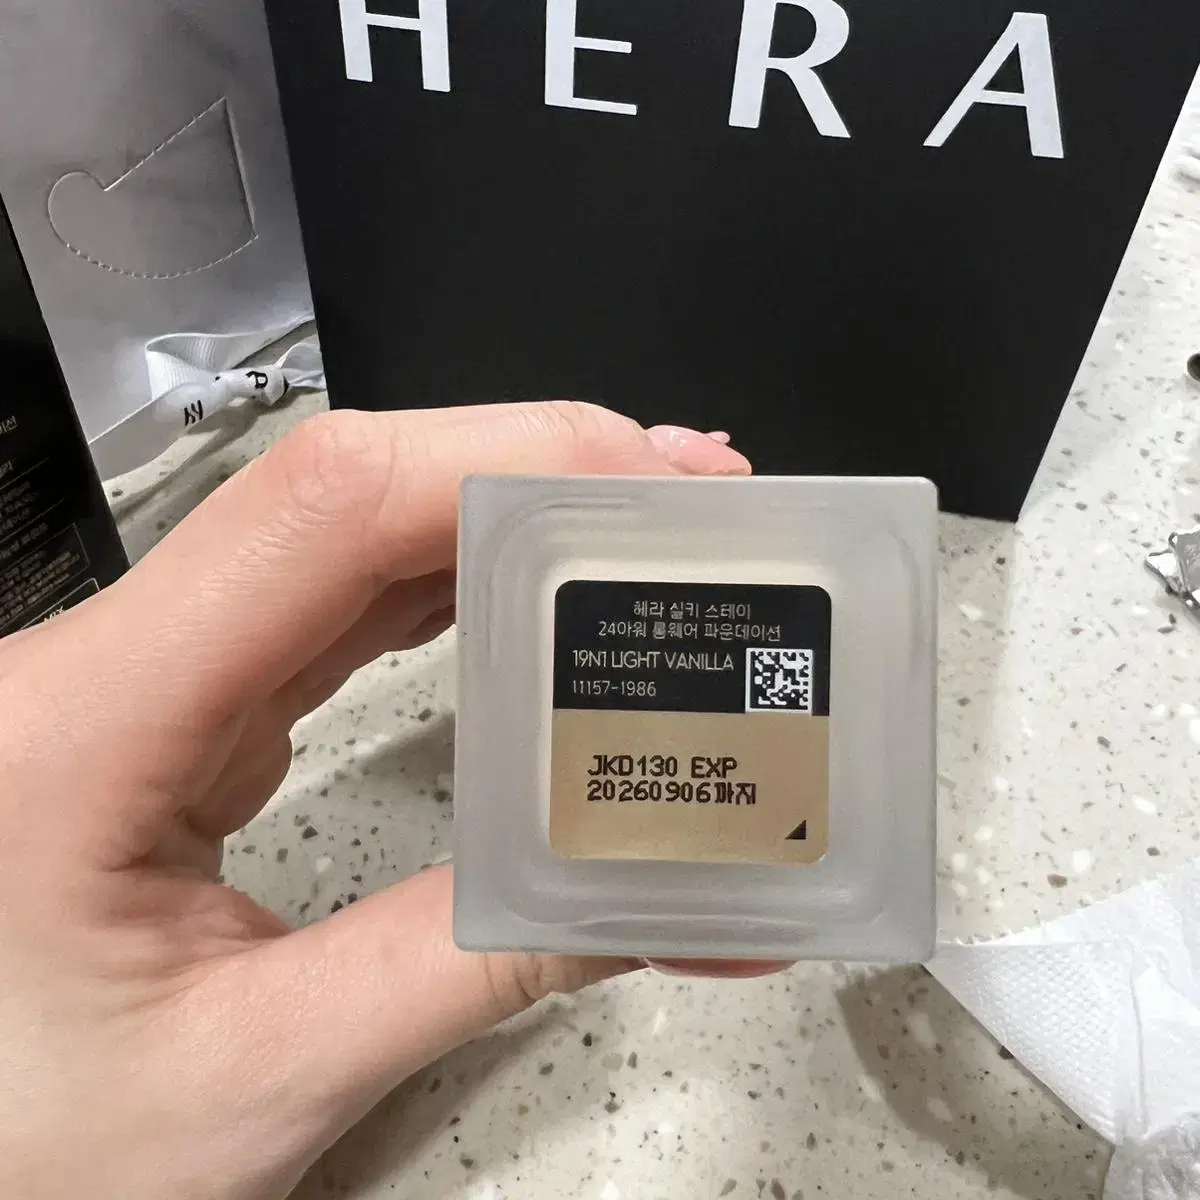 HERA
헤라 실키 스테이
24아워 롱웨어 파운데이션
19N1 LIGHT VANILLA
11157-1986
JKD130 EXP
20260906까지